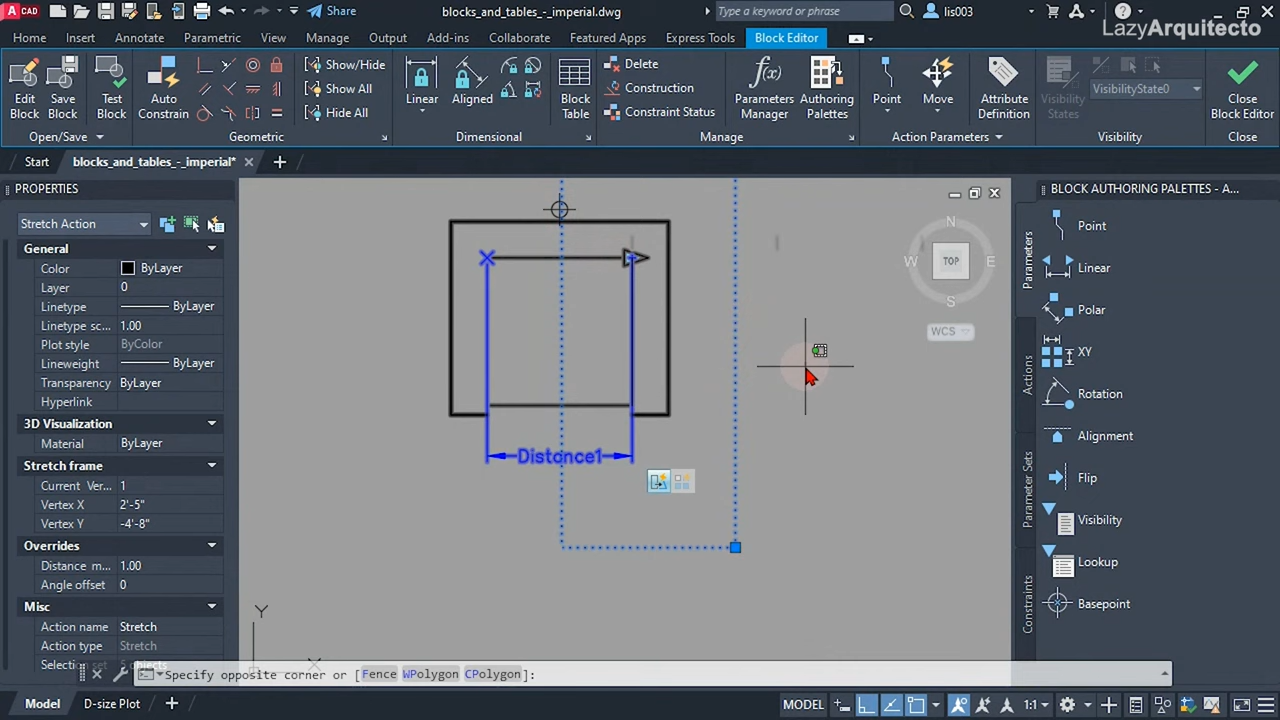 CAD
Share
blocks_and_tables_-_imperial.dwg
Type a keyword or phrase
lis003
LazyArquitecto
Home
Insert
Annotate
Parametric
View
Manage
Output
Add-ins
Featured Apps
Express Tools
Block Editor
Edit Block
Save Block
Test Block
Auto Constrain
Show/Hide
Show All
Hide All
Linear
Aligned
Block Table
Delete
Construction
Constraint Status
Parameters Manager
Authoring Palettes
Point
Move
Attribute Definition
Visibility States
VisibilityState0
Close Block Editor
Open/Save
Geometric
Dimensional
Manage
Action Parameters
Visibility
Close
Start
blocks_and_tables_-_imperial*
PROPERTIES
Stretch Action
General
Color ByLayer
Layer 0
Linetype ByLayer
Linetype sc... 1.00
Plot style ByColor
Lineweight ByLayer
Transparency ByLayer
Hyperlink
3D Visualization
Material ByLayer
Stretch frame
Current Ver... 1
Vertex X 2'-5"
Vertex Y -4'-8"
Overrides
Distance m... 1.00
Angle offset 0
Misc
Action name Stretch
Action type Stretch
Distance1
Y
X
N
W TOP E
S
WCS
BLOCK AUTHORING PALETTES - A...
Parameters
Actions
Parameter Sets
Constraints
Point
Linear
Polar
XY
Rotation
Alignment
Flip
Visibility
Lookup
Basepoint
Specify opposite corner or [Fence WPolygon CPolygon]:
Model
D-size Plot
MODEL
1:1